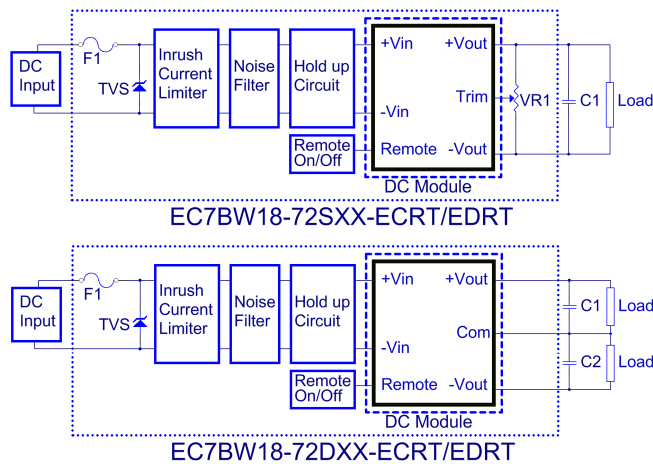 DC
Input
F1
TVS
Inrush
Current
Limiter
Noise
Filter
Hold up
Circuit
Remote
On/Off
+Vin
+Vout
Trim
-Vin
Remote
-Vout
VR1
C1
Load
DC Module
EC7BW18-72SXX-ECRT/EDRT
DC
Input
F1
TVS
Inrush
Current
Limiter
Noise
Filter
Hold up
Circuit
Remote
On/Off
+Vin
+Vout
Com
-Vin
Remote
-Vout
C1
Load
C2
Load
DC Module
EC7BW18-72DXX-ECRT/EDRT